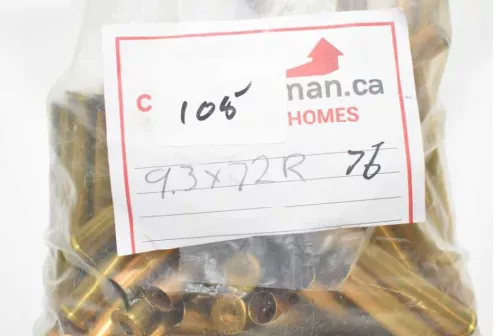 C nan.ca
108
HOMES
9.3x72R 76